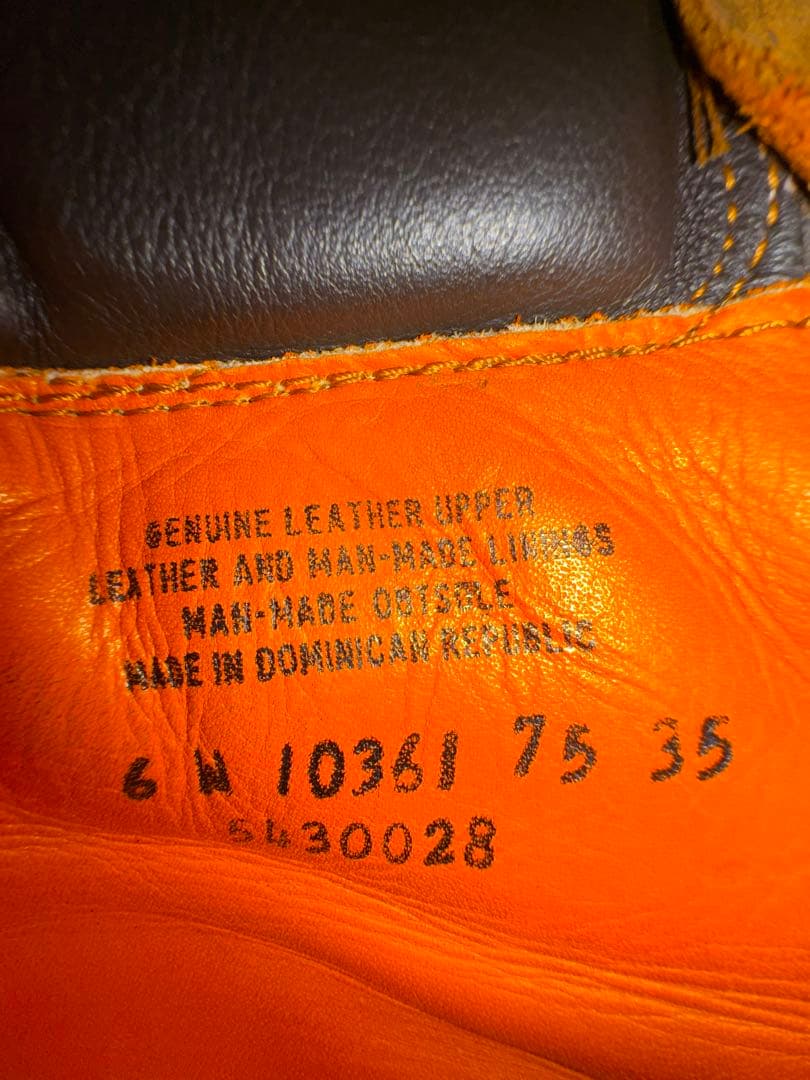 GENUINE LEATHER UPPER
LEATHER AND MAN-MADE LININGS
MAN-MADE OUTSOLE
MADE IN DOMINICAN REPUBLIC
6 W 10361 75 35
5430028